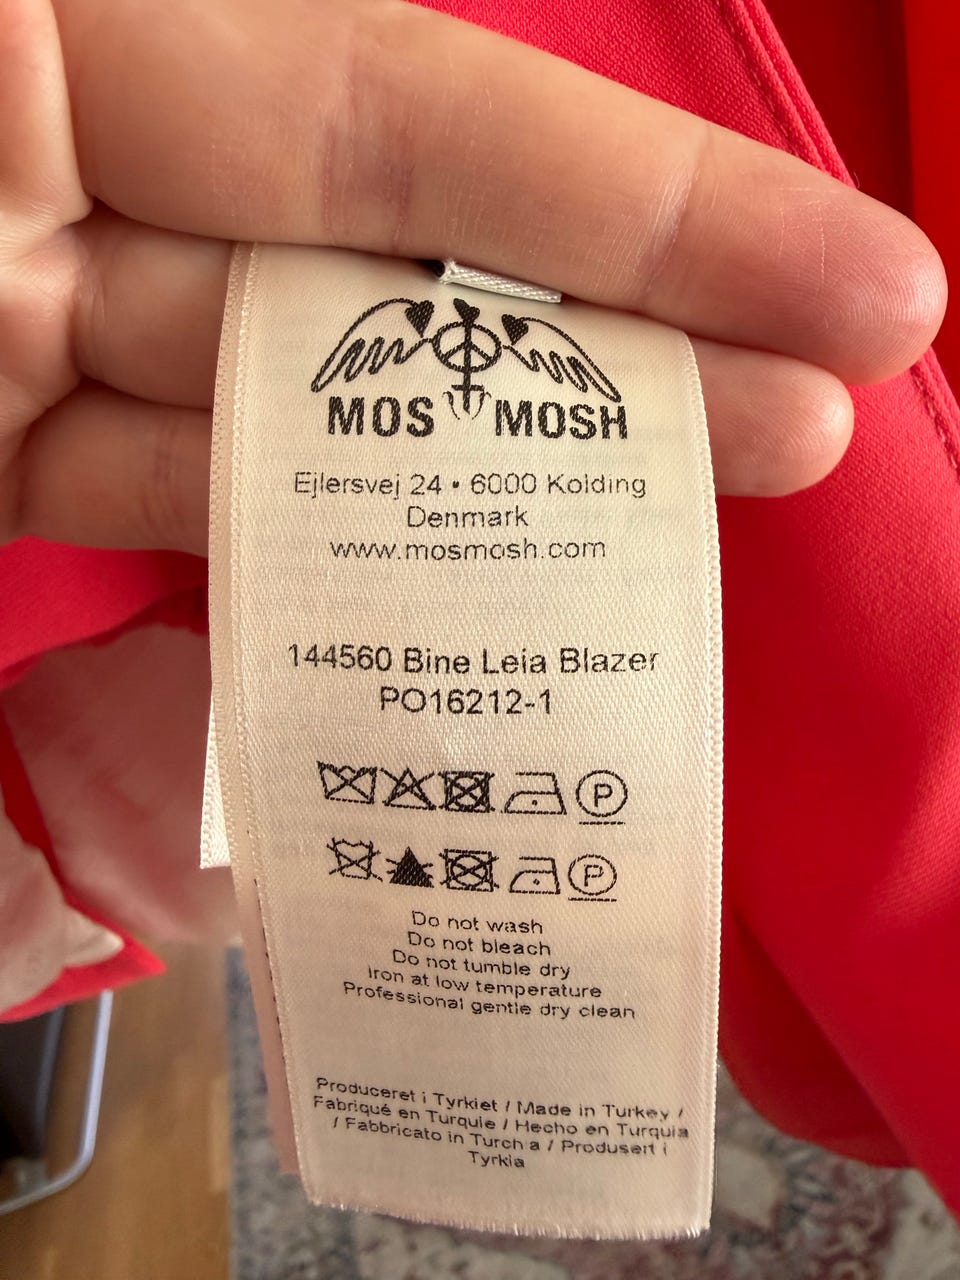 MOS MOSH
Ejlersvej 24 • 6000 Kolding
Denmark
www.mosmosh.com
144560 Bine Leia Blazer
PO16212-1
P
P
Do not wash
Do not bleach
Do not tumble dry
Iron at low temperature
Professional gentle dry clean
Produceret i Tyrkiet / Made in Turkey /
Fabriqué en Turquie / Hecho en Turquia
/ Fabbricato in Turchia / Produsert i
Tyrkia